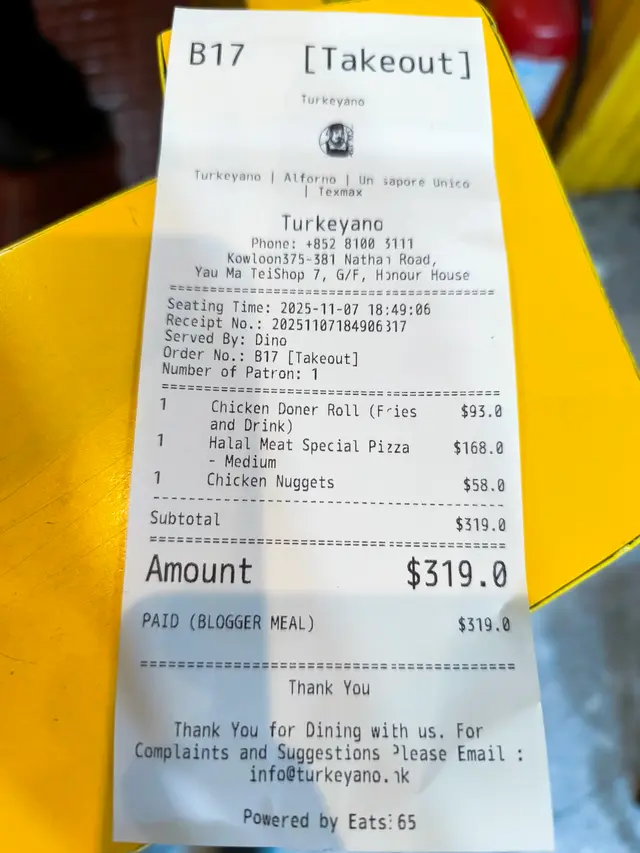 B17 [Takeout]
Turkeyano
Turkeyano | Alforno | Un sapore Unico
| Texmax
Turkeyano
Phone: +852 8100 3111
Kowloon375-381 Nathan Road,
Yau Ma TeiShop 7, G/F, Honour House
Seating Time: 2025-11-07 18:49:06
Receipt No.: 20251107184906317
Served By: Dino
Order No.: B17 [Takeout]
Number of Patron: 1
1 Chicken Doner Roll (Fries $93.0
and Drink)
1 Halal Meat Special Pizza $168.0
- Medium
1 Chicken Nuggets $58.0
Subtotal $319.0
Amount $319.0
PAID (BLOGGER MEAL) $319.0
Thank You
Thank You for Dining with us. For
Complaints and Suggestions Please Email :
info@turkeyano.hk
Powered by Eats365